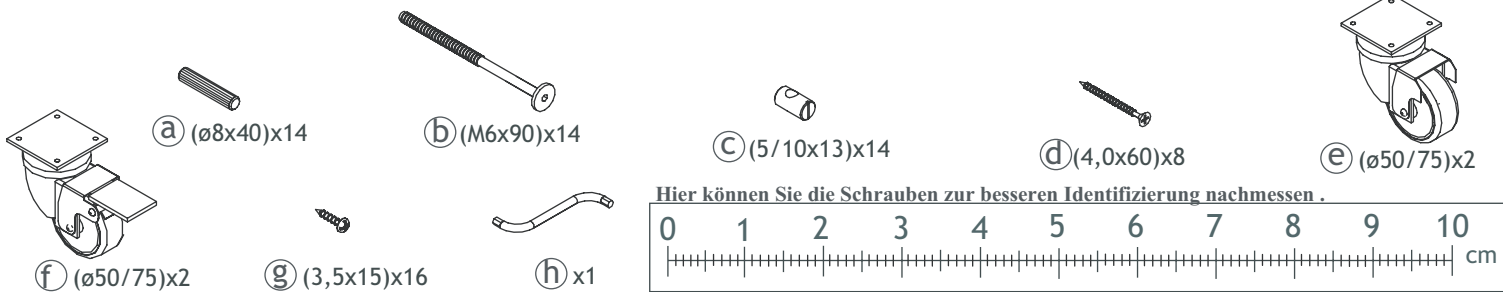 ⓐ (ø8x40)x14
ⓑ (M6x90)x14
ⓒ (5/10x13)x14
ⓓ (4,0x60)x8
ⓔ (ø50/75)x2
ⓕ (ø50/75)x2
ⓖ (3,5x15)x16
ⓗ x1
Hier können Sie die Schrauben zur besseren Identifizierung nachmessen .
0 1 2 3 4 5 6 7 8 9 10
cm